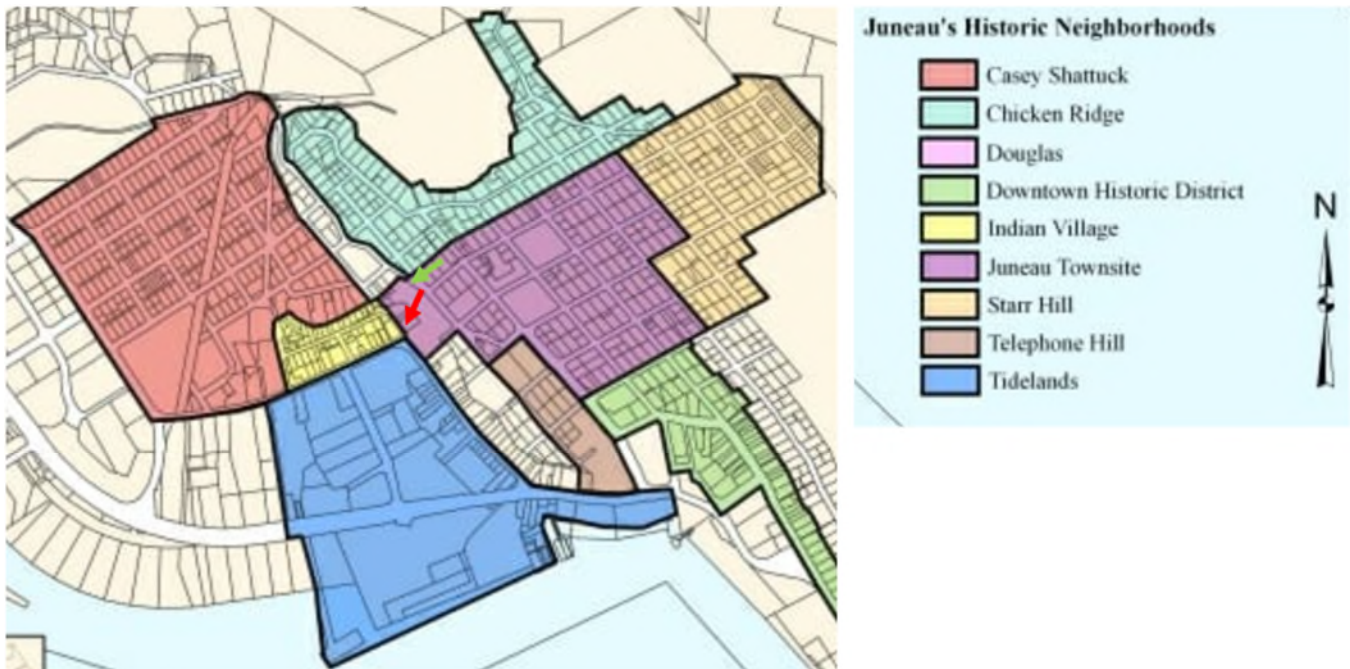 Juneau's Historic Neighborhoods
Casey Shattuck
Chicken Ridge
Douglas
Downtown Historic District
Indian Village
Juneau Townsite
Starr Hill
Telephone Hill
Tidelands
N